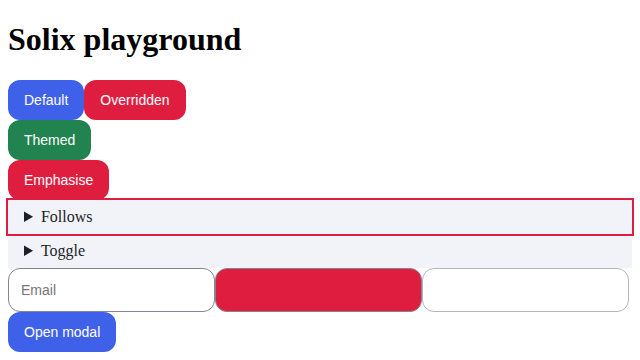 Solix playground
Default Overridden
Themed
Emphasise
Follows
Toggle
Email
Open modal